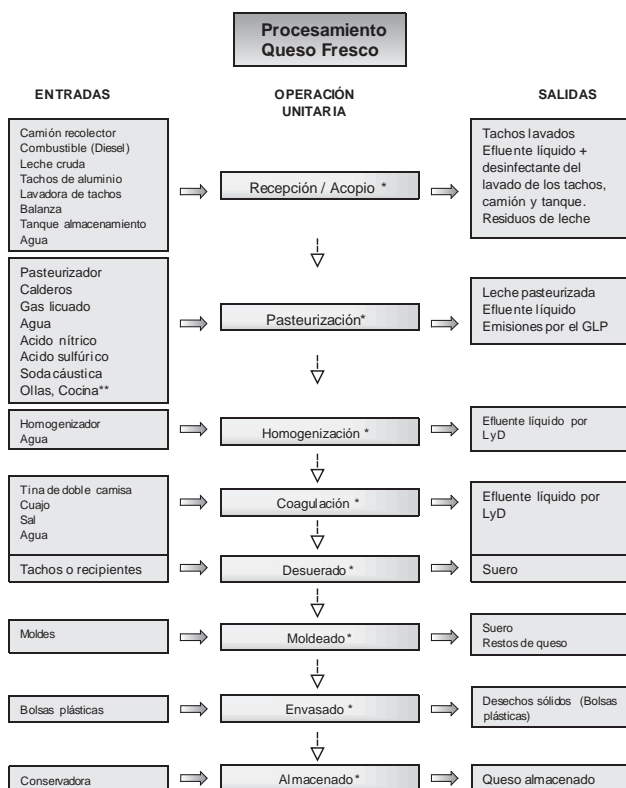 Procesamiento
Queso Fresco
ENTRADAS
OPERACIÓN
UNITARIA
SALIDAS
Camión recolector
Combustible (Diesel)
Leche cruda
Tachos de aluminio
Lavadora de tachos
Balanza
Tanque almacenamiento
Agua
Recepción / Acopio *
Tachos lavados
Efluente líquido +
desinfectante del
lavado de los tachos,
camión y tanque.
Residuos de leche
Pasteurizador
Calderos
Gas licuado
Agua
Acido nítrico
Acido sulfúrico
Soda cáustica
Ollas, Cocina**
Pasteurización*
Leche pasteurizada
Efluente líquido
Emisiones por el GLP
Homogenizador
Agua
Homogenización *
Efluente líquido por
LyD
Tina de doble camisa
Cuajo
Sal
Agua
Coagulación *
Efluente líquido por
LyD
Tachos o recipientes
Desuerado *
Suero
Moldes
Moldeado *
Suero
Restos de queso
Bolsas plásticas
Envasado *
Desechos sólidos (Bolsas
plásticas)
Conservadora
Almacenado *
Queso almacenado